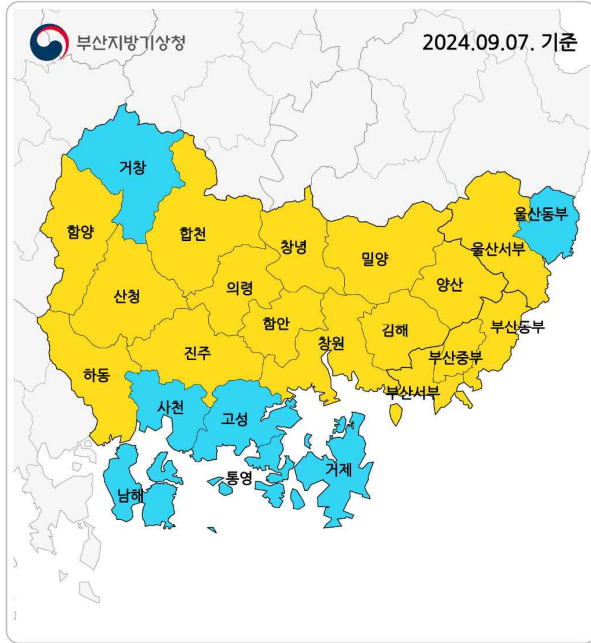 부산지방기상청
2024.09.07. 기준
거창
울산동부
함양
합천
창녕
울산서부
밀양
의령
양산
산청
함안
김해
부산동부
창원
진주
부산중부
하동
부산서부
사천
고성
거제
통영
남해